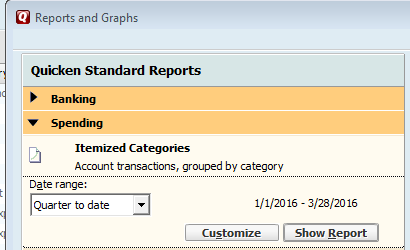 Reports and Graphs
Quicken Standard Reports
Banking
Spending
Itemized Categories
Account transactions, grouped by category
Date range:
Quarter to date
1/1/2016 - 3/28/2016
Customize
Show Report